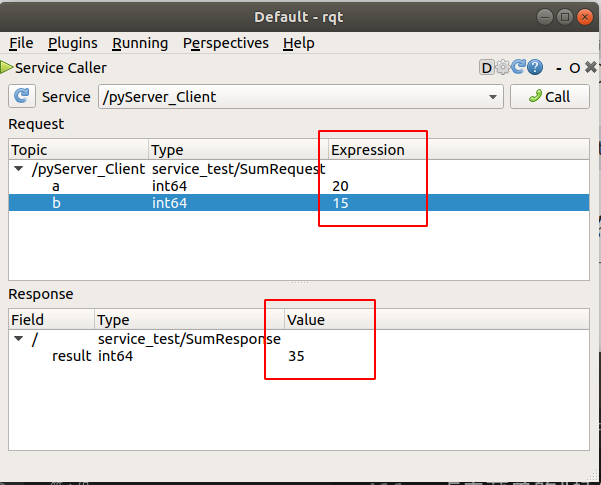 Default - rqt
File Plugins Running Perspectives Help
Service Caller D - O
Service /pyServer_Client Call
Request
Topic Type Expression
/pyServer_Client service_test/SumRequest
a int64 20
b int64 15
Response
Field Type Value
/ service_test/SumResponse
result int64 35